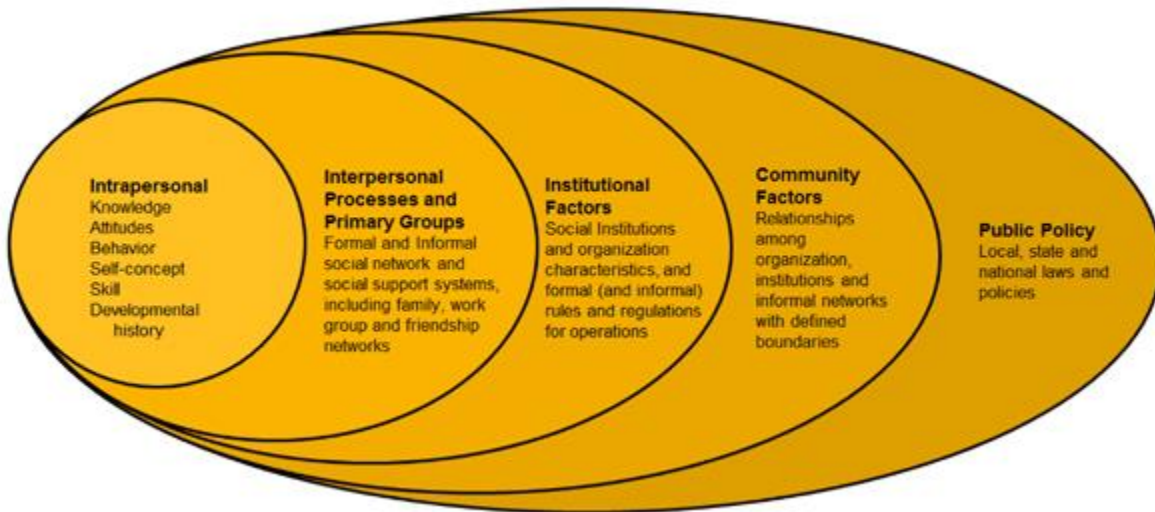 Intrapersonal
Knowledge
Attitudes
Behavior
Self-concept
Skill
Developmental
history
Interpersonal
Processes and
Primary Groups
Formal and Informal
social network and
social support systems,
including family, work
group and friendship
networks
Institutional
Factors
Social Institutions
and organization
characteristics, and
formal (and informal)
rules and regulations
for operations
Community
Factors
Relationships
among
organization,
institutions and
informal networks
with defined
boundaries
Public Policy
Local, state and
national laws and
policies